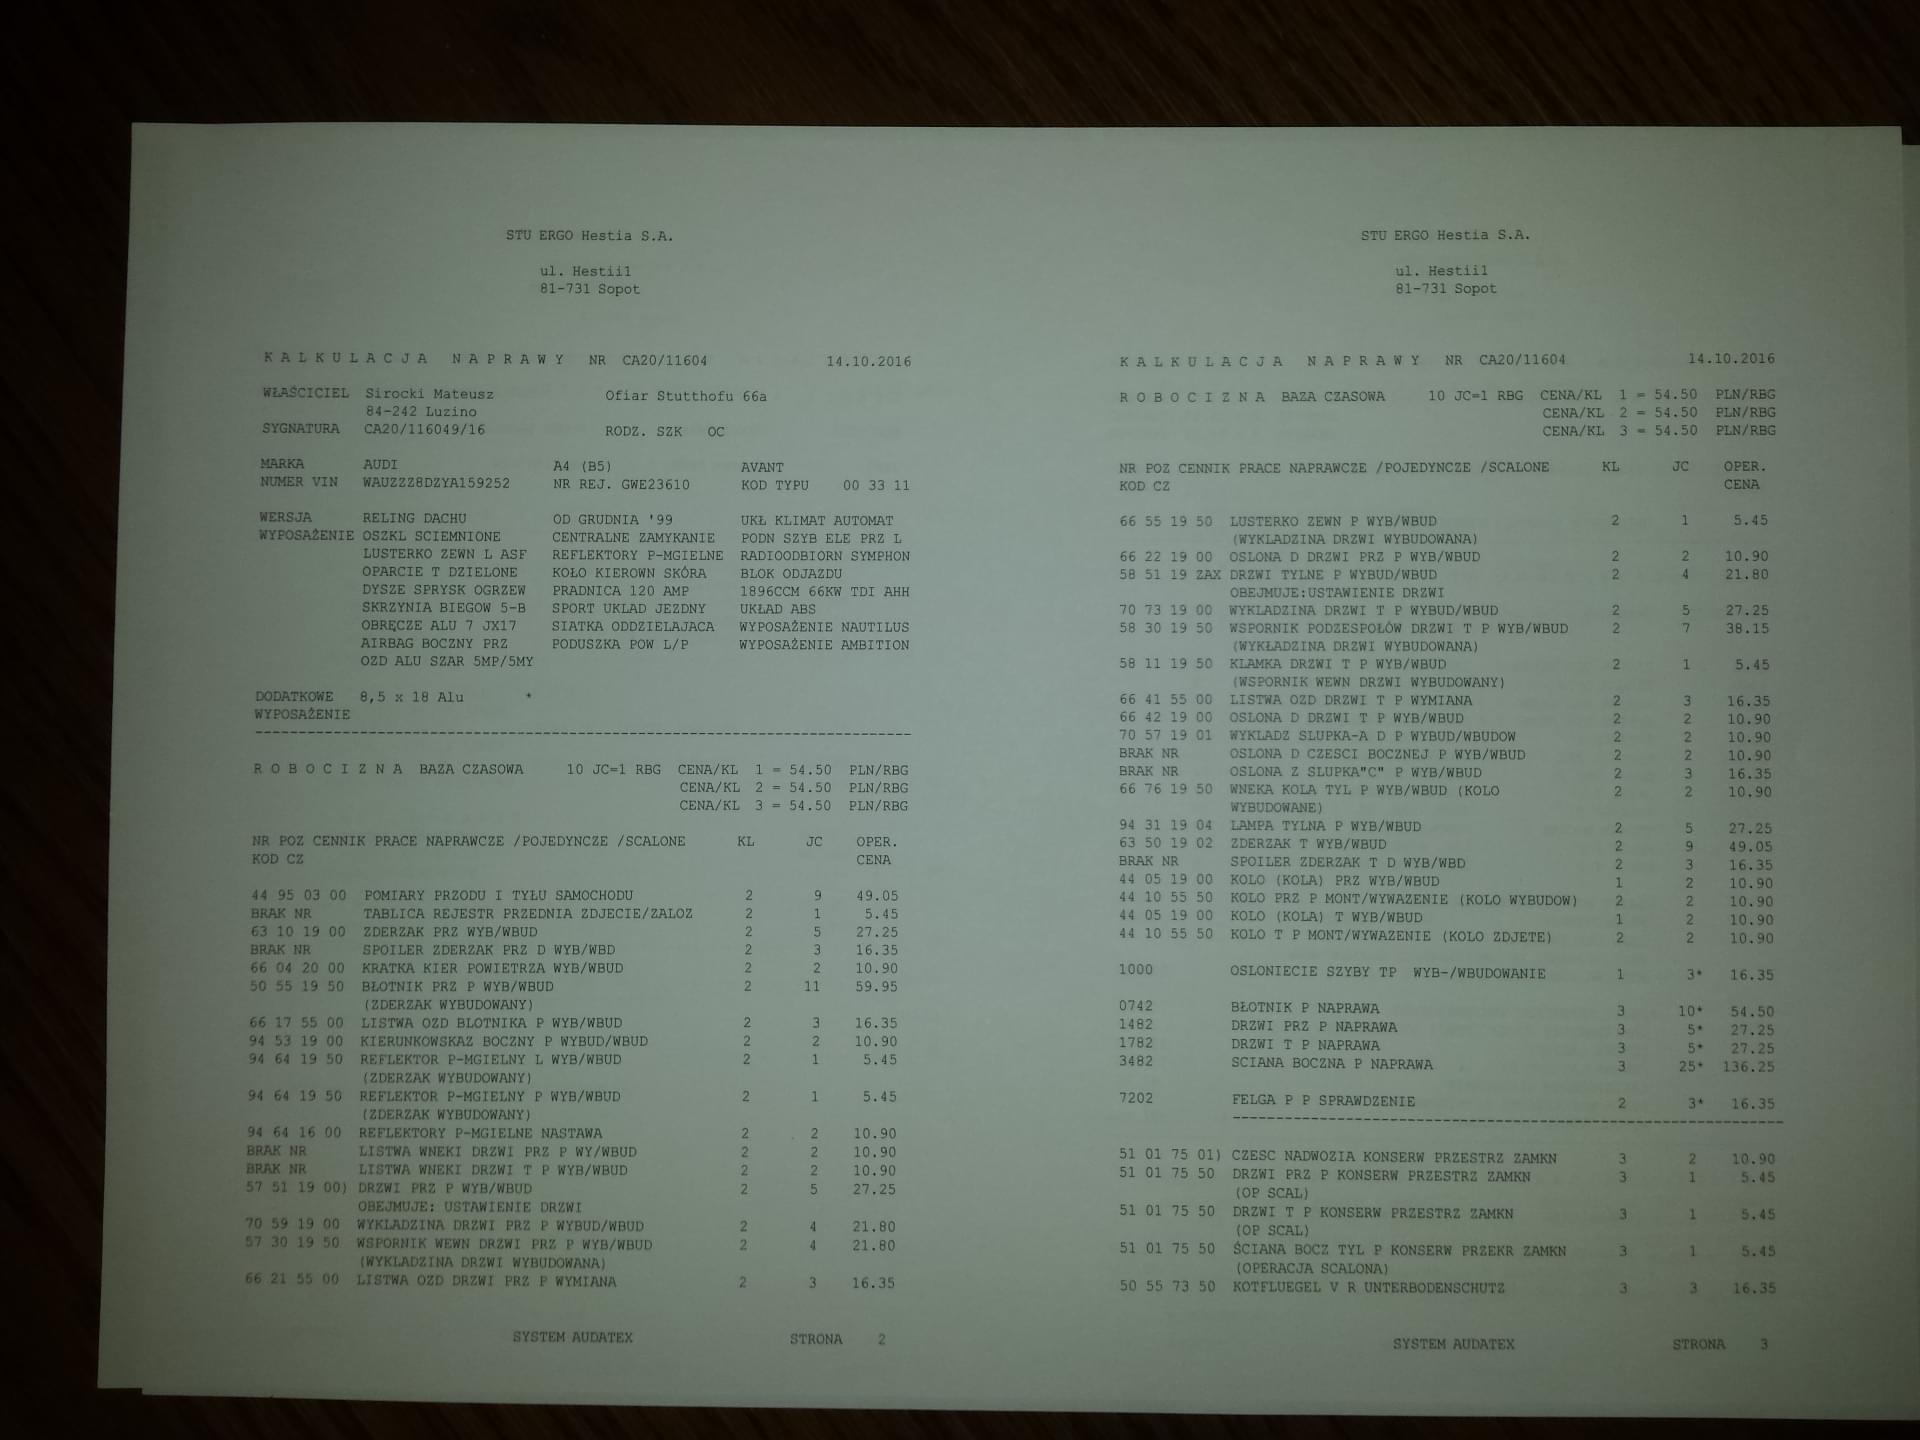 STU ERGO Hestia S.A.
ul. Hestii1
81-731 Sopot
K A L K U L A C J A N A P R A W Y NR CA20/11604 14.10.2016
WŁAŚCICIEL Sirocki Mateusz Ofiar Stutthofu 66a
84-242 Luzino
SYGNATURA CA20/116049/16 RODZ. SZK OC
MARKA AUDI A4 (B5) AVANT
NUMER VIN WAUZZZ8DZYA159252 NR REJ. GWE23610 KOD TYPU 00 33 11
WERSJA RELING DACHU OD GRUDNIA '99 UKŁ KLIMAT AUTOMAT
WYPOSAŻENIE OSZKL SCIEMNIONE CENTRALNE ZAMYKANIE PODN SZYB ELE PRZ L
LUSTERKO ZEWN L ASF REFLEKTORY P-MGIELNE RADIOODBIORN SYMPHON
OPARCIE T DZIELONE KOŁO KIEROWN SKÓRA BLOK ODJAZDU
DYSZE SPRYSK OGRZEW PRADNICA 120 AMP 1896CCM 66KW TDI AHH
SKRZYNIA BIEGOW 5-B SPORT UKLAD JEZDNY UKŁAD ABS
OBRĘCZE ALU 7 JX17 SIATKA ODDZIELAJACA WYPOSAŻENIE NAUTILUS
AIRBAG BOCZNY PRZ PODUSZKA POW L/P WYPOSAŻENIE AMBITION
OZD ALU SZAR 5MP/5MY
DODATKOWE 8,5 x 18 Alu *
WYPOSAŻENIE
R O B O C I Z N A BAZA CZASOWA 10 JC=1 RBG CENA/KL 1 = 54.50 PLN/RBG
CENA/KL 2 = 54.50 PLN/RBG
CENA/KL 3 = 54.50 PLN/RBG
NR POZ CENNIK PRACE NAPRAWCZE /POJEDYNCZE /SCALONE KL JC OPER.
KOD CZ CENA
44 95 03 00 POMIARY PRZODU I TYŁU SAMOCHODU 2 9 49.05
BRAK NR TABLICA REJESTR PRZEDNIA ZDJECIE/ZALOZ 2 1 5.45
63 10 19 00 ZDERZAK PRZ WYB/WBUD 2 5 27.25
BRAK NR SPOILER ZDERZAK PRZ D WYB/WBD 2 3 16.35
66 04 20 00 KRATKA KIER POWIETRZA WYB/WBUD 2 2 10.90
50 55 19 50 BŁOTNIK PRZ P WYB/WBUD 2 11 59.95
(ZDERZAK WYBUDOWANY)
66 17 55 00 LISTWA OZD BLOTNIKA P WYB/WBUD 2 3 16.35
94 53 19 00 KIERUNKOWSKAZ BOCZNY P WYBUD/WBUD 2 2 10.90
94 64 19 50 REFLEKTOR P-MGIELNY L WYB/WBUD 2 1 5.45
(ZDERZAK WYBUDOWANY)
94 64 19 50 REFLEKTOR P-MGIELNY P WYB/WBUD 2 1 5.45
(ZDERZAK WYBUDOWANY)
94 64 16 00 REFLEKTORY P-MGIELNE NASTAWA 2 2 10.90
BRAK NR LISTWA WNEKI DRZWI PRZ P WY/WBUD 2 2 10.90
BRAK NR LISTWA WNEKI DRZWI T P WYB/WBUD 2 2 10.90
57 51 19 00) DRZWI PRZ P WYB/WBUD 2 5 27.25
OBEJMUJE: USTAWIENIE DRZWI
70 59 19 00 WYKLADZINA DRZWI PRZ P WYBUD/WBUD 2 4 21.80
57 30 19 50 WSPORNIK WEWN DRZWI PRZ P WYB/WBUD 2 4 21.80
(WYKLADZINA DRZWI WYBUDOWANA)
66 21 55 00 LISTWA OZD DRZWI PRZ P WYMIANA 2 3 16.35
SYSTEM AUDATEX STRONA 2
STU ERGO Hestia S.A.
ul. Hestii1
81-731 Sopot
K A L K U L A C J A N A P R A W Y NR CA20/11604 14.10.2016
R O B O C I Z N A BAZA CZASOWA 10 JC=1 RBG CENA/KL 1 = 54.50 PLN/RBG
CENA/KL 2 = 54.50 PLN/RBG
CENA/KL 3 = 54.50 PLN/RBG
NR POZ CENNIK PRACE NAPRAWCZE /POJEDYNCZE /SCALONE KL JC OPER.
KOD CZ CENA
66 55 19 50 LUSTERKO ZEWN P WYB/WBUD 2 1 5.45
(WYKLADZINA DRZWI WYBUDOWANA)
66 22 19 00 OSLONA D DRZWI PRZ P WYB/WBUD 2 2 10.90
58 51 19 ZAX DRZWI TYLNE P WYBUD/WBUD 2 4 21.80
OBEJMUJE:USTAWIENIE DRZWI
70 73 19 00 WYKLADZINA DRZWI T P WYBUD/WBUD 2 5 27.25
58 30 19 50 WSPORNIK PODZESPOŁÓW DRZWI T P WYB/WBUD 2 7 38.15
(WYKŁADZINA DRZWI WYBUDOWANA)
58 11 19 50 KLAMKA DRZWI T P WYB/WBUD 2 1 5.45
(WSPORNIK WEWN DRZWI WYBUDOWANY)
66 41 55 00 LISTWA OZD DRZWI T P WYMIANA 2 3 16.35
66 42 19 00 OSLONA D DRZWI T P WYB/WBUD 2 2 10.90
70 57 19 01 WYKLADZ SLUPKA-A D P WYBUD/WBUDOW 2 2 10.90
BRAK NR OSLONA D CZESCI BOCZNEJ P WYB/WBUD 2 2 10.90
BRAK NR OSLONA Z SLUPKA"C" P WYB/WBUD 2 3 16.35
66 76 19 50 WNEKA KOLA TYL P WYB/WBUD (KOLO 2 2 10.90
WYBUDOWANE)
94 31 19 04 LAMPA TYLNA P WYB/WBUD 2 5 27.25
63 50 19 02 ZDERZAK T WYB/WBUD 2 9 49.05
BRAK NR SPOILER ZDERZAK T D WYB/WBD 2 3 16.35
44 05 19 00 KOLO (KOLA) PRZ WYB/WBUD 1 2 10.90
44 10 55 50 KOLO PRZ P MONT/WYWAZENIE (KOLO WYBUDOW) 2 2 10.90
44 05 19 00 KOLO (KOLA) T WYB/WBUD 1 2 10.90
44 10 55 50 KOLO T P MONT/WYWAZENIE (KOLO ZDJETE) 2 2 10.90
1000 OSLONIECIE SZYBY TP WYB-/WBUDOWANIE 1 3* 16.35
0742 BŁOTNIK P NAPRAWA 3 10* 54.50
1482 DRZWI PRZ P NAPRAWA 3 5* 27.25
1782 DRZWI T P NAPRAWA 3 5* 27.25
3482 SCIANA BOCZNA P NAPRAWA 3 25* 136.25
7202 FELGA P P SPRAWDZENIE 2 3* 16.35
51 01 75 01) CZESC NADWOZIA KONSERW PRZESTRZ ZAMKN 3 2 10.90
51 01 75 50 DRZWI PRZ P KONSERW PRZESTRZ ZAMKN 3 1 5.45
(OP SCAL)
51 01 75 50 DRZWI T P KONSERW PRZESTRZ ZAMKN 3 1 5.45
(OP SCAL)
51 01 75 50 ŚCIANA BOCZ TYL P KONSERW PRZEKR ZAMKN 3 1 5.45
(OPERACJA SCALONA)
50 55 73 50 KOTFLUEGEL V R UNTERBODENSCHUTZ 3 3 16.35
SYSTEM AUDATEX STRONA 3